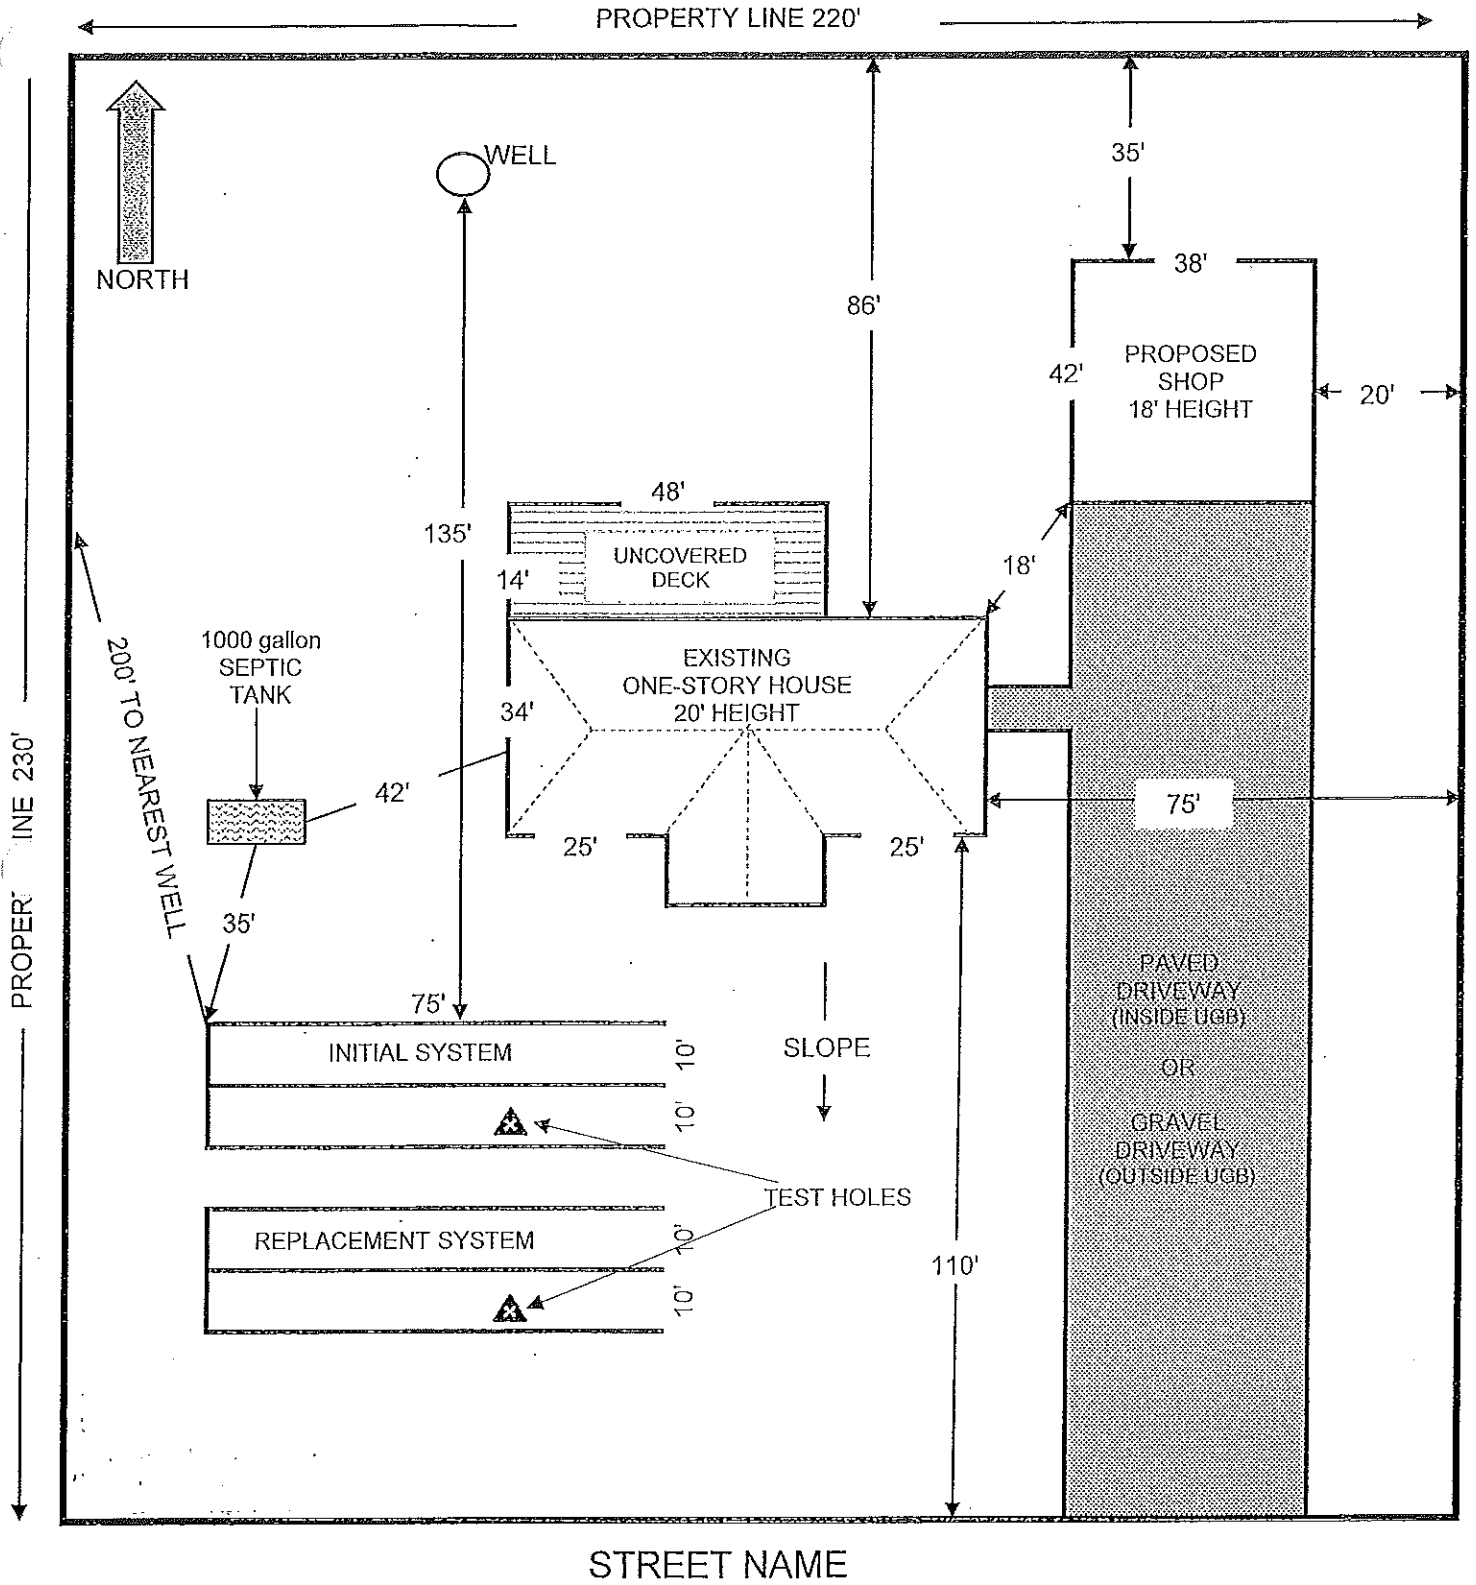 PROPERTY LINE 220'
WELL
35'
NORTH
38'
86'
PROPOSED
SHOP
18' HEIGHT
42'
20'
48'
135'
UNCOVERED
DECK
14'
18'
200' TO NEAREST WELL
1000 gallon
SEPTIC
TANK
EXISTING
ONE-STORY HOUSE
20' HEIGHT
34'
PROPER INE 230'
42'
75'
25'
25'
35'
75'
INITIAL SYSTEM
10'
10'
SLOPE
PAVED
DRIVEWAY
(INSIDE UGB)
OR
GRAVEL
DRIVEWAY
(OUTSIDE UGB)
TEST HOLES
REPLACEMENT SYSTEM
10'
10'
110'
STREET NAME